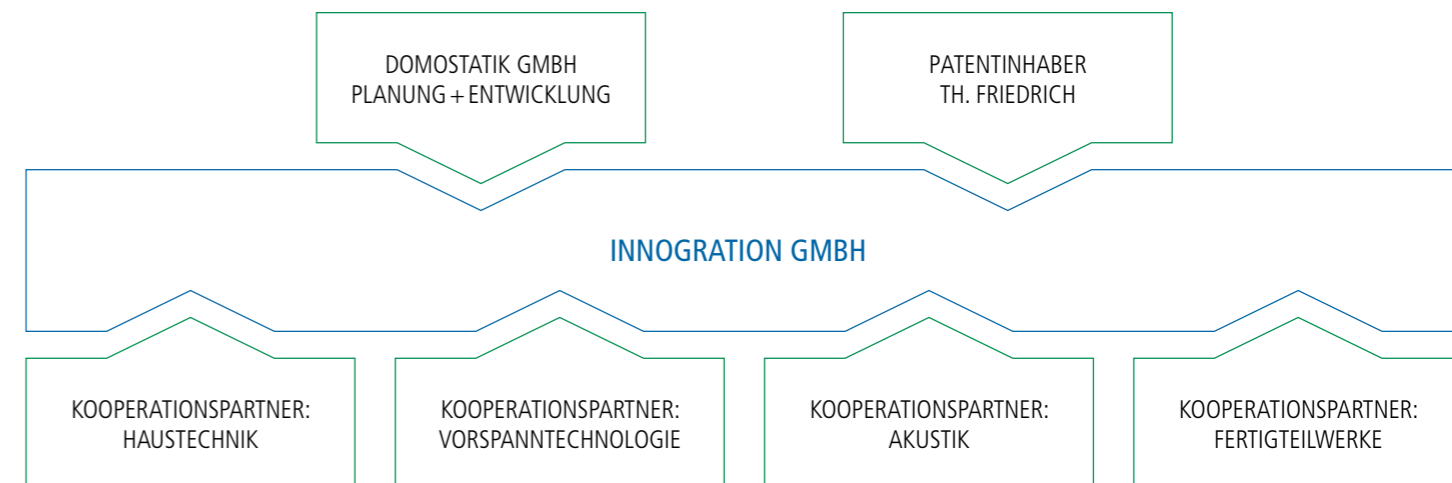 DOMOSTATIK GMBH
PLANUNG + ENTWICKLUNG
PATENTINHABER
TH. FRIEDRICH
INNOGRATION GMBH
KOOPERATIONSPARTNER:
HAUSTECHNIK
KOOPERATIONSPARTNER:
VORSPANNTECHNOLOGIE
KOOPERATIONSPARTNER:
AKUSTIK
KOOPERATIONSPARTNER:
FERTIGTEILWERKE